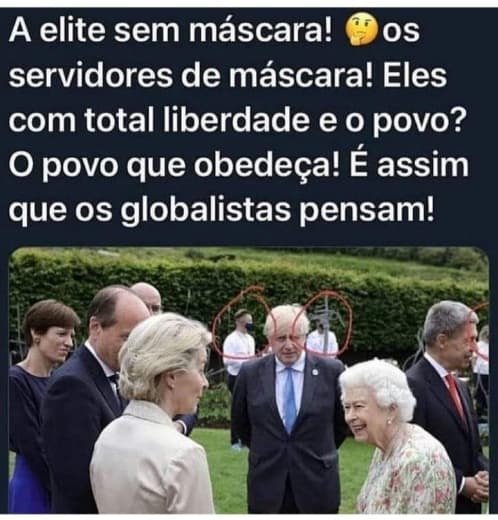 A elite sem máscara! 🤔os
servidores de máscara! Eles
com total liberdade e o povo?
O povo que obedeça! É assim
que os globalistas pensam!